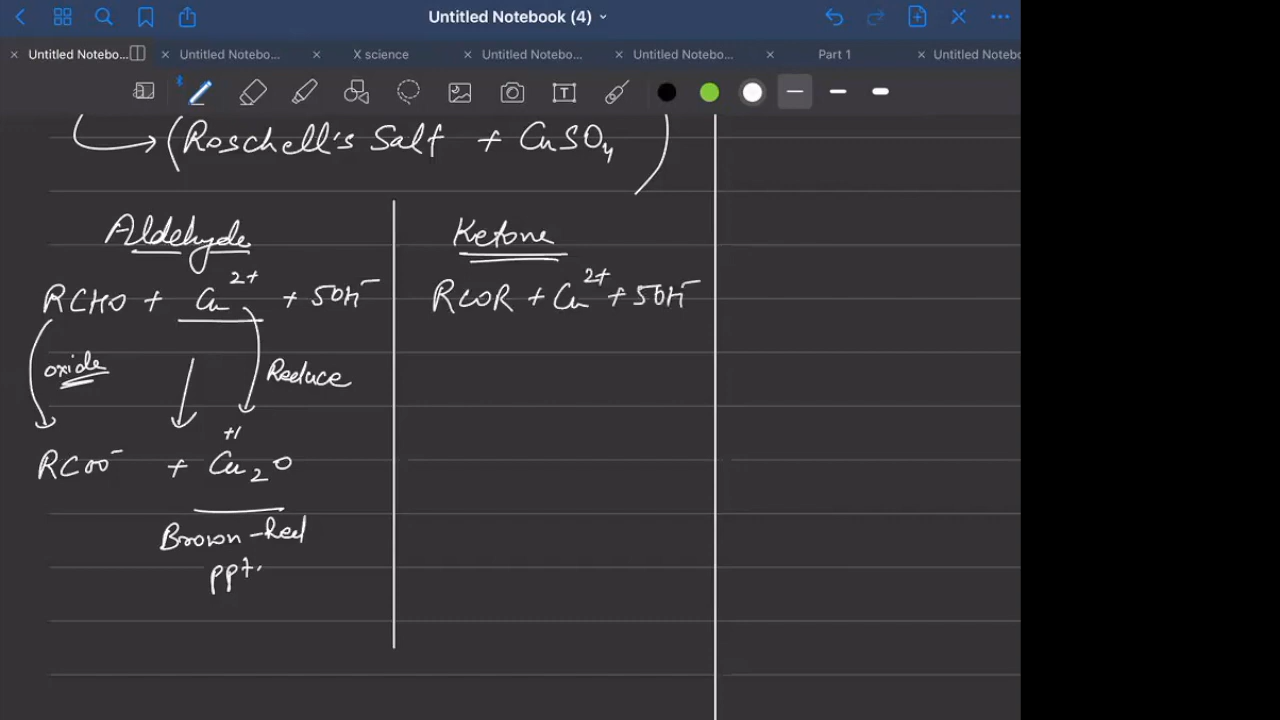 Untitled Notebook (4)
Untitled Notebo...
Untitled Notebo...
X science
Untitled Notebo...
Untitled Notebo...
Part 1
Untitled Notebo
(Roschell's Salt + CuSO4)
Aldehyde
RCHO + Cu2+ + 5OH-
oxide
Reduce
+1
RCOO- + Cu2O
Brown-Red
ppt.
Ketone
RCOR + Cu2+ + 5OH-